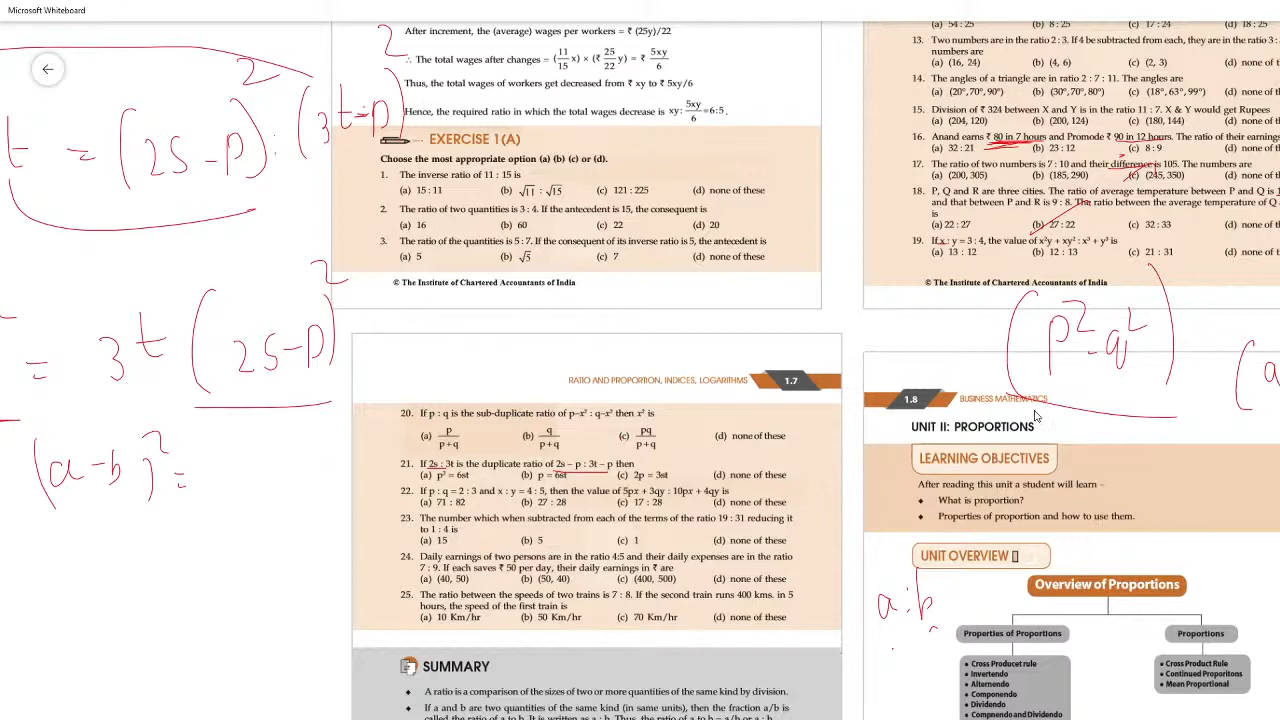 Microsoft Whiteboard
After increment, the (average) wages per workers = ₹ (25y)/22
∴ The total wages after changes = (11/15 x) × (₹ 25/22 y) = ₹ 5xy/6
Thus, the total wages of workers get decreased from ₹ xy to ₹ 5xy/6
Hence, the required ratio in which the total wages decrease is xy: 5xy/6 =6:5.
EXERCISE 1(A)
Choose the most appropriate option (a) (b) (c) or (d).
1. The inverse ratio of 11 : 15 is
(a) 15 : 11 (b) √11 : √15 (c) 121 : 225 (d) none of these
2. The ratio of two quantities is 3 : 4. If the antecedent is 15, the consequent is
(a) 16 (b) 60 (c) 22 (d) 20
3. The ratio of the quantities is 5 : 7. If the consequent of its inverse ratio is 5, the antecedent is
(a) 5 (b) √5 (c) 7 (d) none of these
© The Institute of Chartered Accountants of India
(a) 54 : 25 (b) 8 : 25 (c) 17 : 24 (d) 18 : 25
13. Two numbers are in the ratio 2 : 3. If 4 be subtracted from each, they are in the ratio 3 :
numbers are
(a) (16, 24) (b) (4, 6) (c) (2, 3) (d) none of
14. The angles of a triangle are in ratio 2 : 7 : 11. The angles are
(a) (20°, 70°, 90°) (b) (30°, 70°, 80°) (c) (18°, 63°, 99°) (d) none of
15. Division of ₹ 324 between X and Y is in the ratio 11 : 7. X & Y would get Rupees
(a) (204, 120) (b) (200, 124) (c) (180, 144) (d) none of
16. Anand earns ₹ 80 in 7 hours and Promode ₹ 90 in 12 hours. The ratio of their earnings
(a) 32 : 21 (b) 23 : 12 (c) 8 : 9 (d) none of
17. The ratio of two numbers is 7 : 10 and their difference is 105. The numbers are
(a) (200, 305) (b) (185, 290) (c) (245, 350) (d) none of
18. P, Q and R are three cities. The ratio of average temperature between P and Q is 1
and that between P and R is 9 : 8. The ratio between the average temperature of Q
is
(a) 22 : 27 (b) 27 : 22 (c) 32 : 33 (d) none of
19. If x : y = 3 : 4, the value of x²y + xy² : x³ + y³ is
(a) 13 : 12 (b) 12 : 13 (c) 21 : 31 (d) none of
© The Institute of Chartered Accountants of India
t = (2S-p)² : (3t-p)²
= 3t (2S-p)²
(a-b)² =
(p² - q²)
(a
RATIO AND PROPORTION, INDICES, LOGARITHMS 1.7
20. If p : q is the sub-duplicate ratio of p–x² : q–x² then x² is
(a) p/p+q (b) q/p+q (c) pq/p+q (d) none of these
21. If 2s : 3t is the duplicate ratio of 2s – p : 3t – p then
(a) p² = 6st (b) p = 6st (c) 2p = 3st (d) none of these
22. If p : q = 2 : 3 and x : y = 4 : 5, then the value of 5px + 3qy : 10px + 4qy is
(a) 71 : 82 (b) 27 : 28 (c) 17 : 28 (d) none of these
23. The number which when subtracted from each of the terms of the ratio 19 : 31 reducing it
to 1 : 4 is
(a) 15 (b) 5 (c) 1 (d) none of these
24. Daily earnings of two persons are in the ratio 4:5 and their daily expenses are in the ratio
7 : 9. If each saves ₹ 50 per day, their daily earnings in ₹ are
(a) (40, 50) (b) (50, 40) (c) (400, 500) (d) none of these
25. The ratio between the speeds of two trains is 7 : 8. If the second train runs 400 kms. in 5
hours, the speed of the first train is
(a) 10 Km/hr (b) 50 Km/hr (c) 70 Km/hr (d) none of these
SUMMARY
♦ A ratio is a comparison of the sizes of two or more quantities of the same kind by division.
♦ If a and b are two quantities of the same kind (in same units), then the fraction a/b is
called the ratio of a to b. It is written as a : b. Thus, the ratio of a to b = a/b or a : b.
1.8 BUSINESS MATHEMATICS
UNIT II: PROPORTIONS
LEARNING OBJECTIVES
After reading this unit a student will learn –
♦ What is proportion?
♦ Properties of proportion and how to use them.
UNIT OVERVIEW
a : b
Overview of Proportions
Properties of Proportions
Proportions
• Cross Producet rule
• Invertendo
• Alternendo
• Componendo
• Dividendo
• Compnendo and Dividendo
• Cross Product Rule
• Continued Proporitons
• Mean Proportional